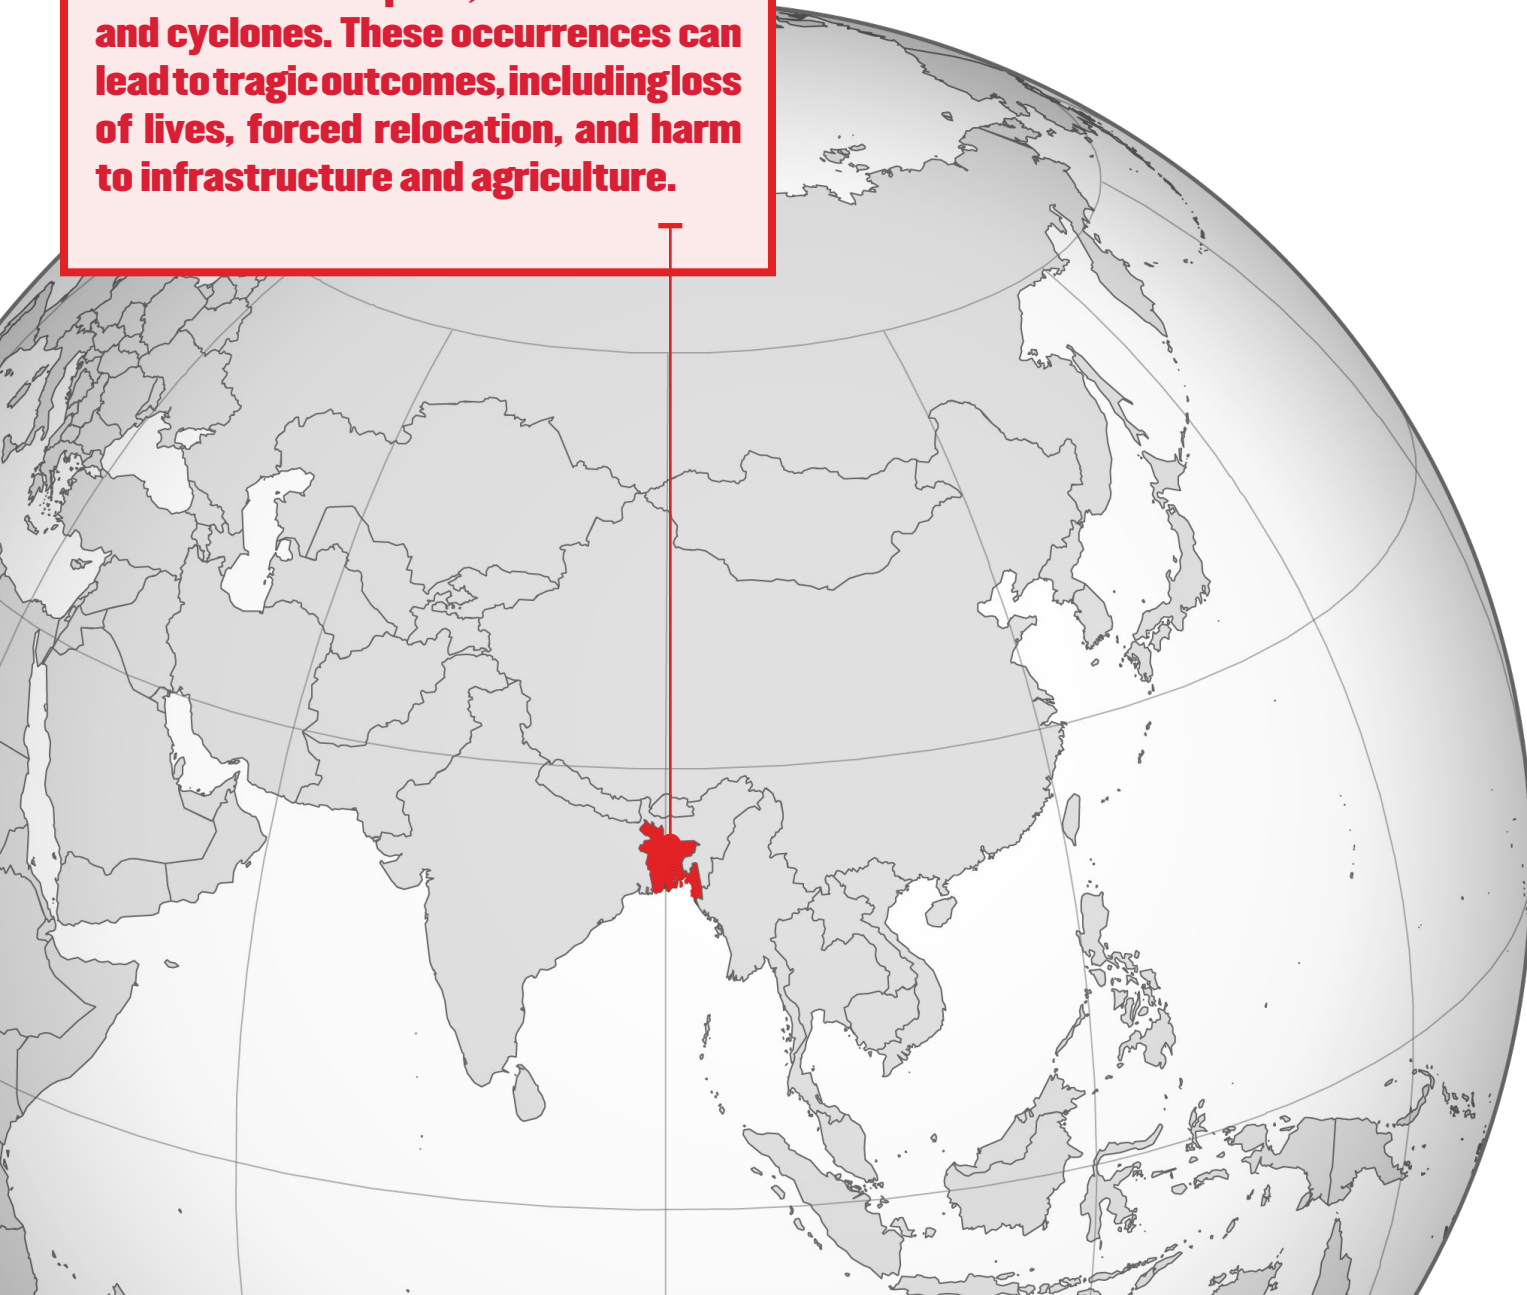 and cyclones. These occurrences can
lead to tragic outcomes, including loss
of lives, forced relocation, and harm
to infrastructure and agriculture.